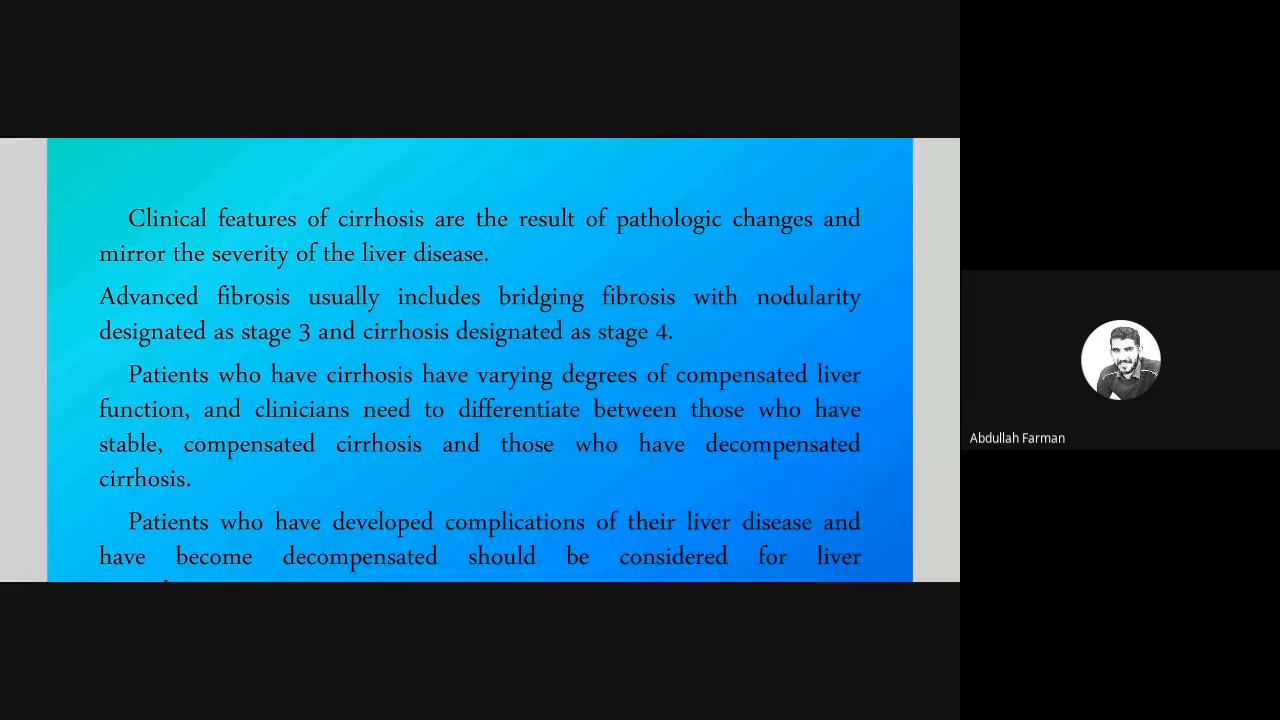 Clinical features of cirrhosis are the result of pathologic changes and
mirror the severity of the liver disease.
Advanced fibrosis usually includes bridging fibrosis with nodularity
designated as stage 3 and cirrhosis designated as stage 4.
Patients who have cirrhosis have varying degrees of compensated liver
function, and clinicians need to differentiate between those who have
stable, compensated cirrhosis and those who have decompensated
cirrhosis.
Patients who have developed complications of their liver disease and
have become decompensated should be considered for liver
Abdullah Farman